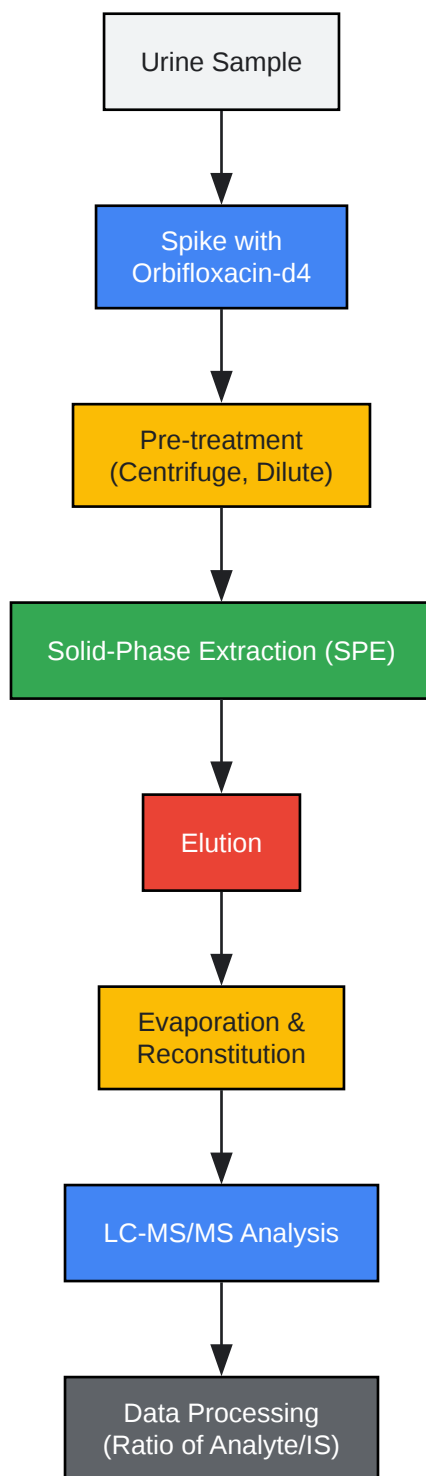 Urine Sample
Spike with
Orbifloxacin-d4
Pre-treatment
(Centrifuge, Dilute)
Solid-Phase Extraction (SPE)
Elution
Evaporation &
Reconstitution
LC-MS/MS Analysis
Data Processing
(Ratio of Analyte/IS)